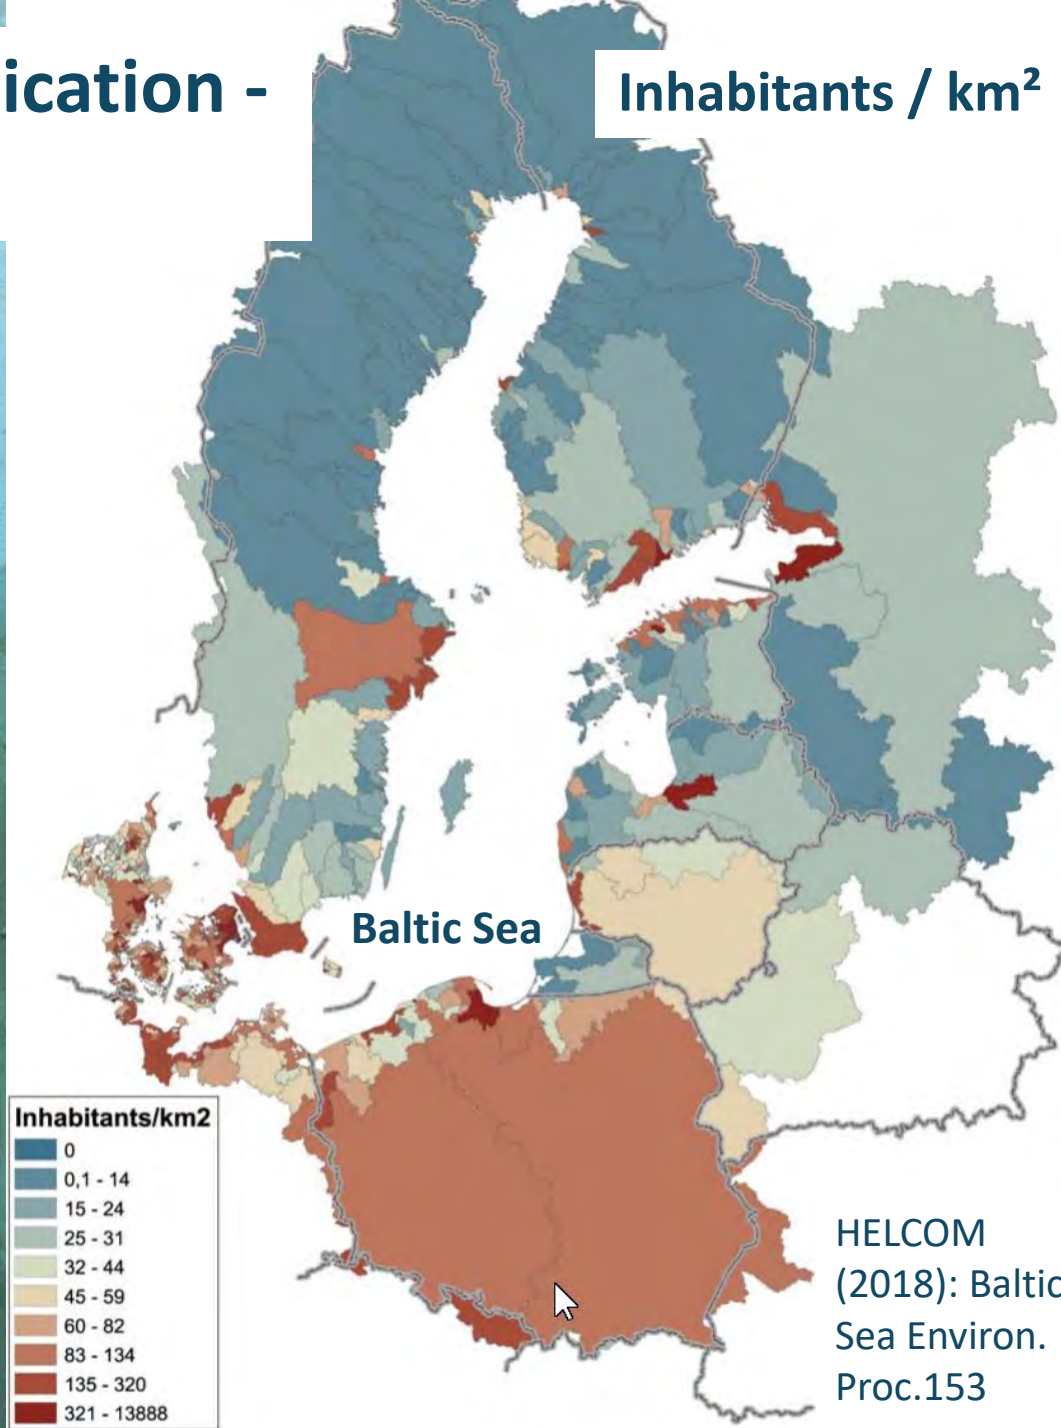 ication -
Inhabitants / km²
Baltic Sea
Inhabitants/km2
0
0,1 - 14
15 - 24
25 - 31
32 - 44
45 - 59
60 - 82
83 - 134
135 - 320
321 - 13888
HELCOM
(2018): Baltic
Sea Environ.
Proc.153